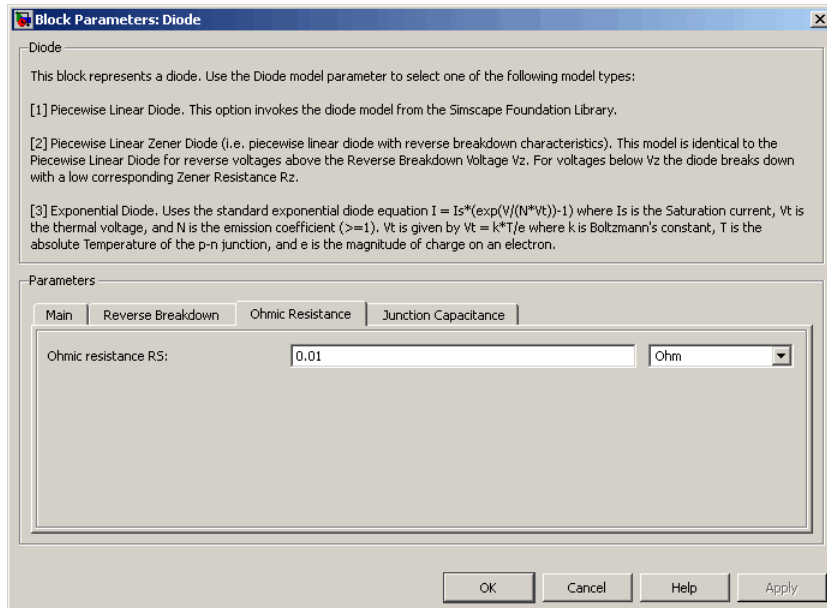 Block Parameters: Diode
Diode
This block represents a diode. Use the Diode model parameter to select one of the following model types:
[1] Piecewise Linear Diode. This option invokes the diode model from the Simscape Foundation Library.
[2] Piecewise Linear Zener Diode (i.e. piecewise linear diode with reverse breakdown characteristics). This model is identical to the
Piecewise Linear Diode for reverse voltages above the Reverse Breakdown Voltage Vz. For voltages below Vz the diode breaks down
with a low corresponding Zener Resistance Rz.
[3] Exponential Diode. Uses the standard exponential diode equation I = Is*(exp(V/(N*Vt))-1) where Is is the Saturation current, Vt is
the thermal voltage, and N is the emission coefficient (>=1). Vt is given by Vt = k*T/e where k is Boltzmann's constant, T is the
absolute Temperature of the p-n junction, and e is the magnitude of charge on an electron.
Parameters
Main Reverse Breakdown Ohmic Resistance Junction Capacitance
Ohmic resistance RS: 0.01 Ohm
OK Cancel Help Apply